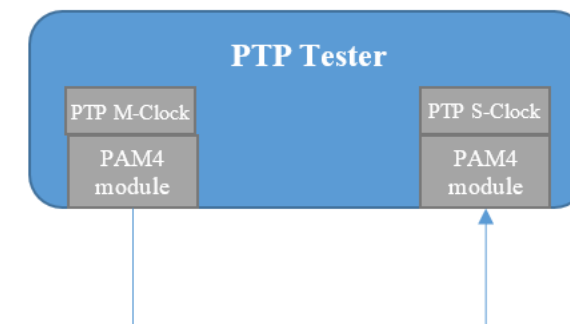 PTP Tester
PTP M-Clock
PAM4
module
PTP S-Clock
PAM4
module